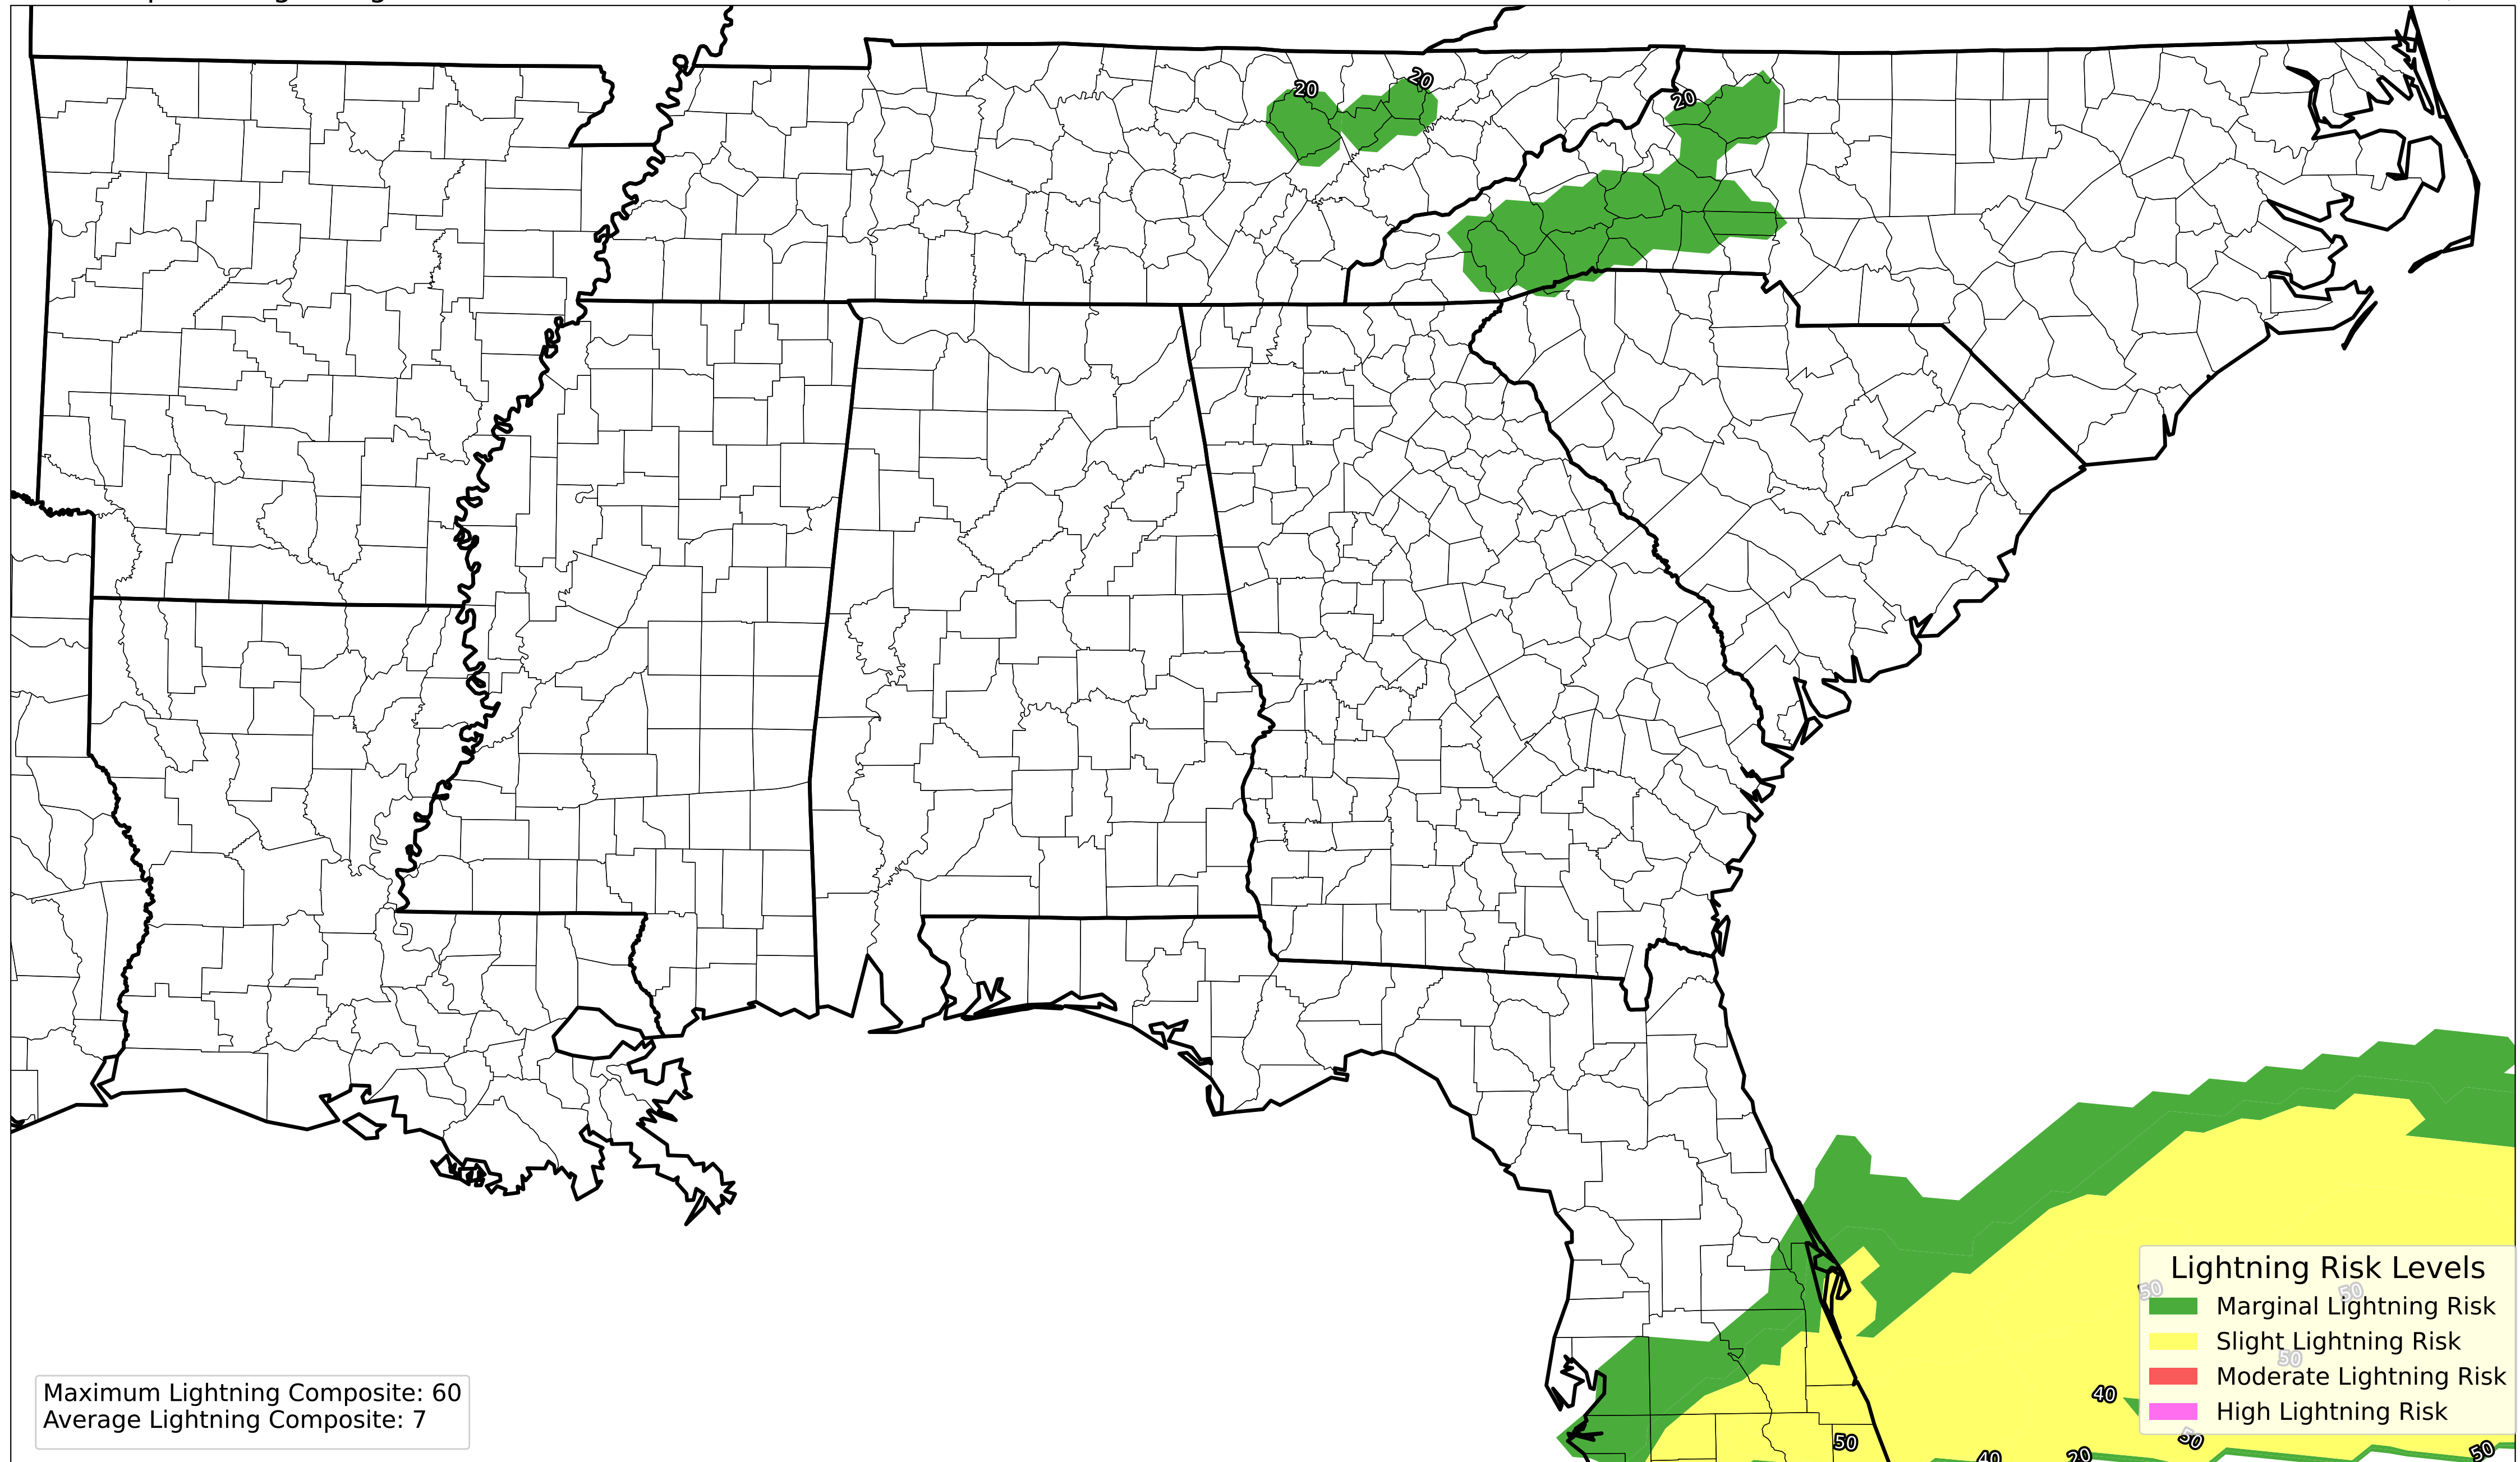 20
20
20
Lightning Risk Levels
50
50
Marginal Lightning Risk
Slight Lightning Risk
50
Moderate Lightning Risk
40
High Lightning Risk
Maximum Lightning Composite: 60
Average Lightning Composite: 7
50
50
40
20
50